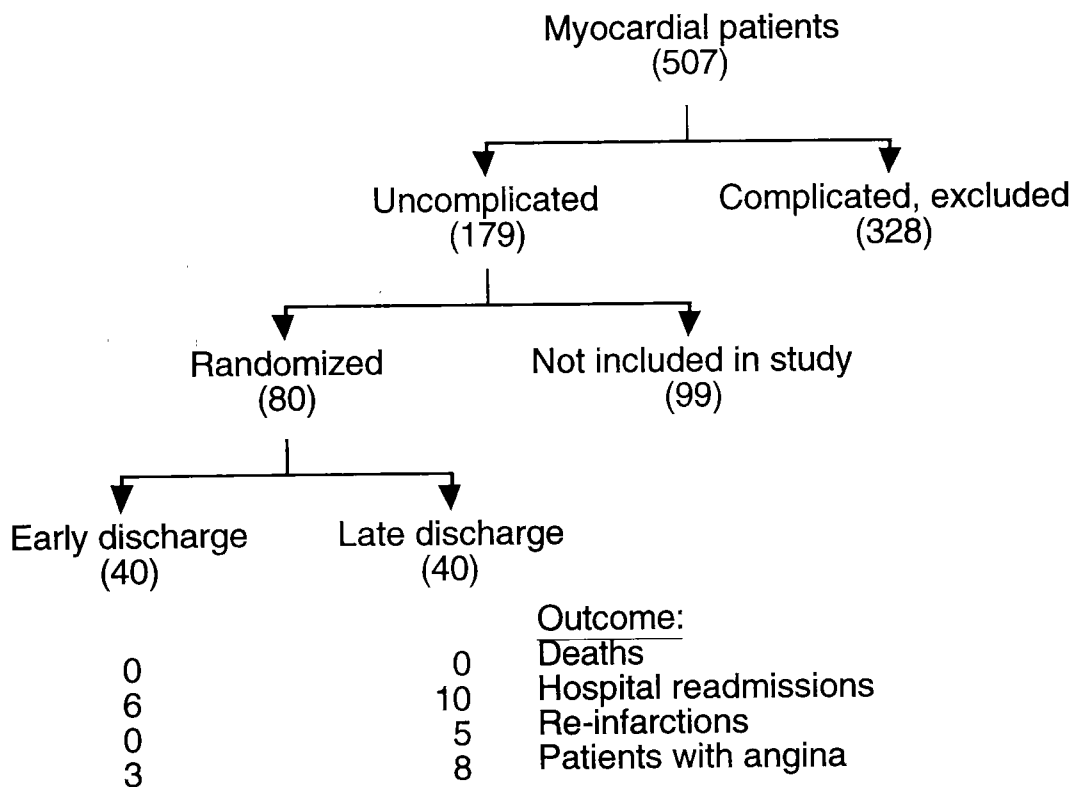 Myocardial patients
(507)
Uncomplicated
(179)
Complicated, excluded
(328)
Randomized
(80)
Not included in study
(99)
Early discharge
(40)
Late discharge
(40)
Outcome:
0 0 Deaths
6 10 Hospital readmissions
0 5 Re-infarctions
3 8 Patients with angina